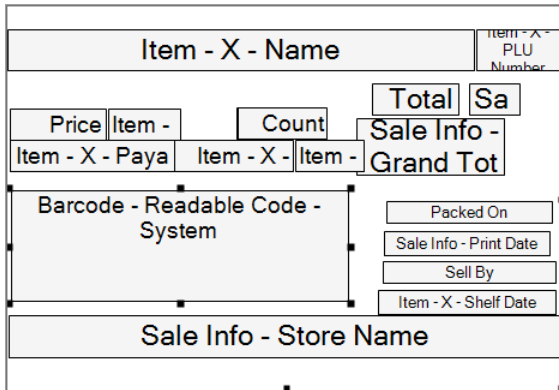 Item - X - Name
Item - X -
PLU
Number
Total Sa
Price Item - Count
Sale Info -
Grand Tot
Item - X - Paya Item - X - Item -
Barcode - Readable Code -
System
Packed On
Sale Info - Print Date
Sell By
Item - X - Shelf Date
Sale Info - Store Name